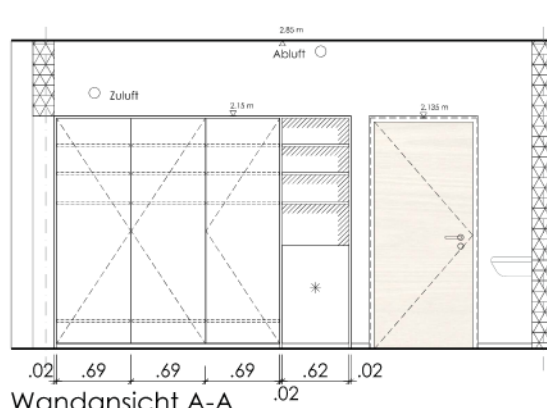 2.85 m
Abluft
Zuluft
2.15 m
2.135 m
.02 .69 .69 .69 .62 .02
.02
Wandansicht A-A